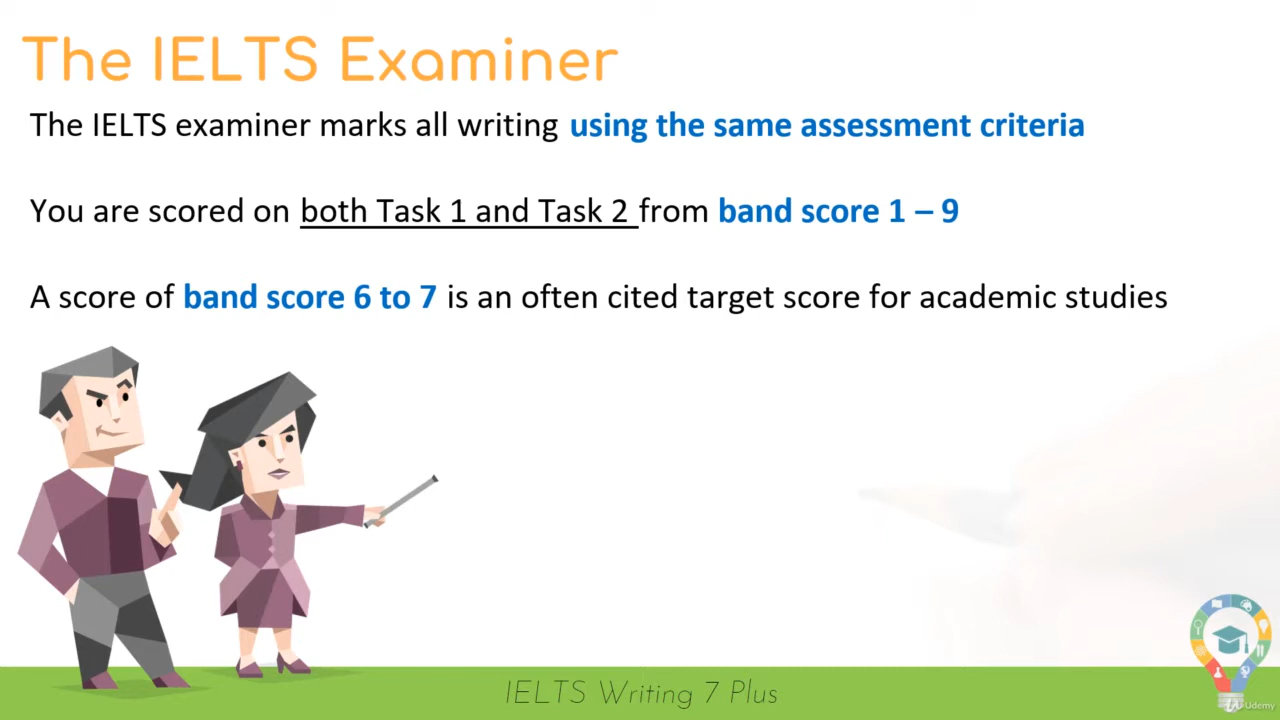 The IELTS Examiner
The IELTS examiner marks all writing using the same assessment criteria
You are scored on both Task 1 and Task 2 from band score 1 – 9
A score of band score 6 to 7 is an often cited target score for academic studies
IELTS Writing 7 Plus
Udemy